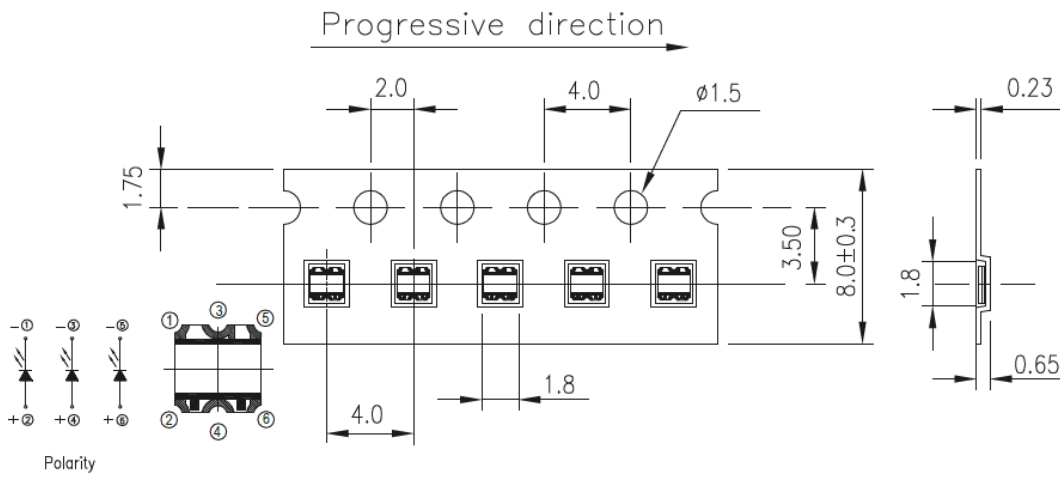 Progressive direction
2.0
4.0
ø1.5
0.23
1.75
3.50
8.0±0.3
1.8
0.65
1.8
4.0
-① -③ -⑤
+② +④ +⑥
① ③ ⑤
② ④ ⑥
Polarity